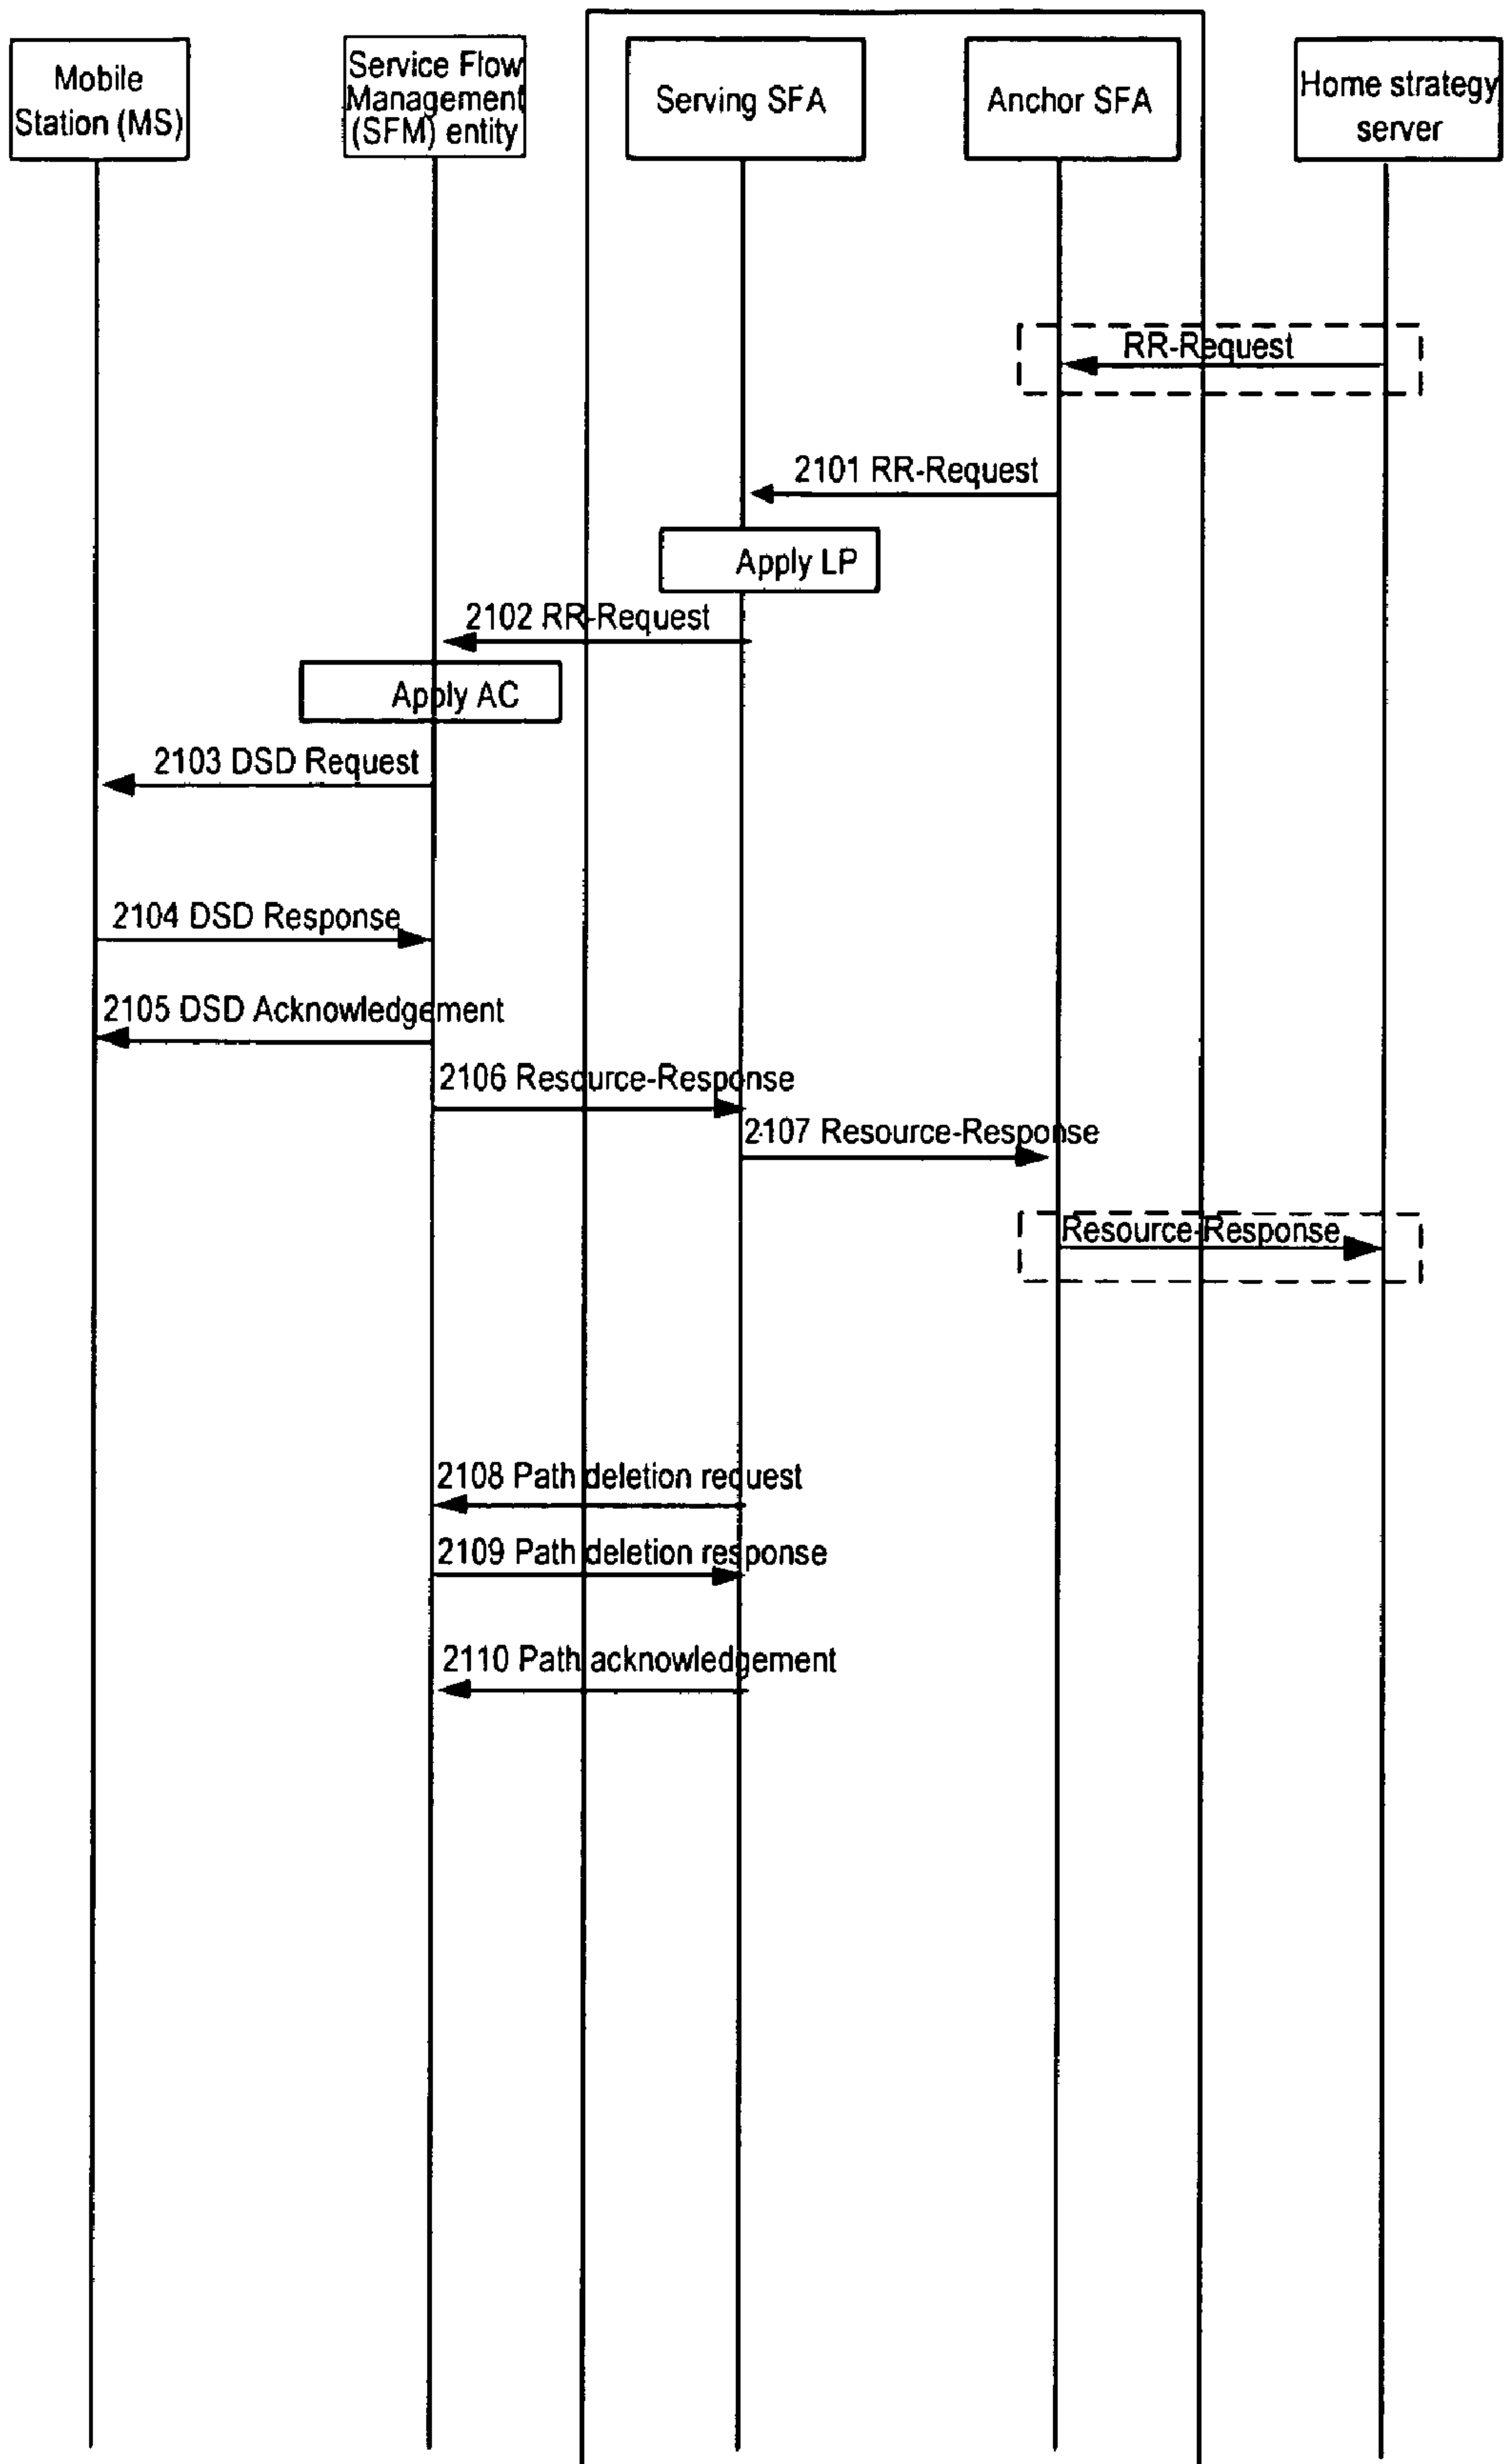 Mobile
Station (MS)
Service Flow
Management
(SFM) entity
Serving SFA
Anchor SFA
Home strategy
server
RR-Request
2101 RR-Request
Apply LP
2102 RR-Request
Apply AC
2103 DSD Request
2104 DSD Response
2105 DSD Acknowledgement
2106 Resource-Response
2107 Resource-Response
Resource-Response
2108 Path deletion request
2109 Path deletion response
2110 Path acknowledgement